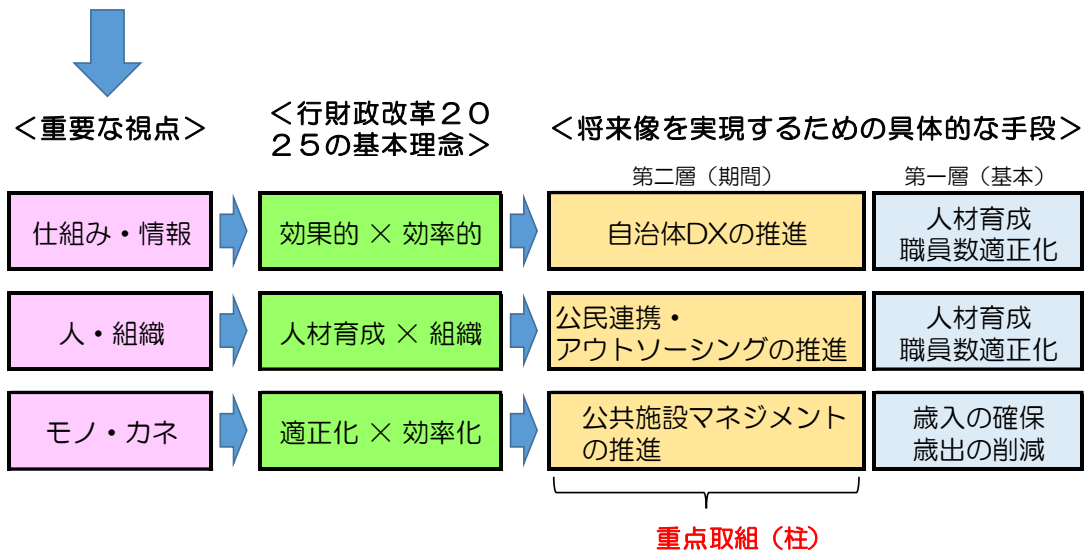 ＜重要な視点＞
＜行財政改革２０
２５の基本理念＞
＜将来像を実現するための具体的な手段＞
第二層（期間）
第一層（基本）
仕組み・情報
効果的 × 効率的
自治体DXの推進
人材育成
職員数適正化
人・組織
人材育成 × 組織
公民連携・
アウトソーシングの推進
人材育成
職員数適正化
モノ・カネ
適正化 × 効率化
公共施設マネジメント
の推進
歳入の確保
歳出の削減
重点取組（柱）